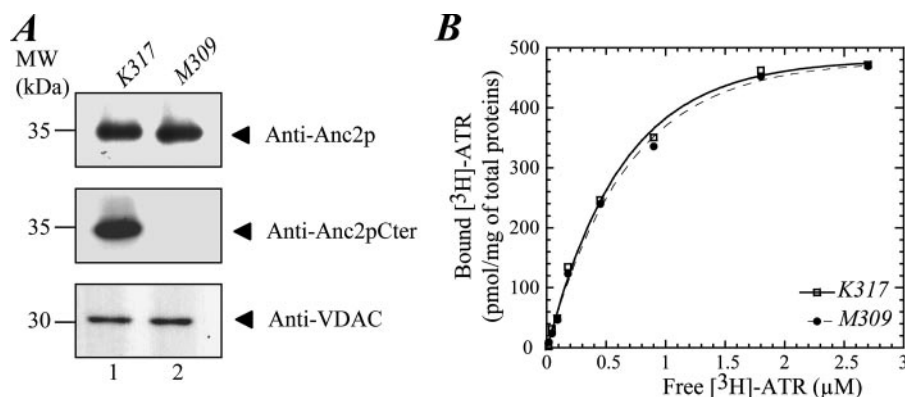 A
MW
(kDa)
K317
M309
35
Anti-Anc2p
35
Anti-Anc2pCter
30
Anti-VDAC
1 2
B
Bound [³H]-ATR
(pmol/mg of total proteins)
500
400
300
200
100
0
K317
M309
0 0.5 1 1.5 2 2.5 3
Free [³H]-ATR (µM)